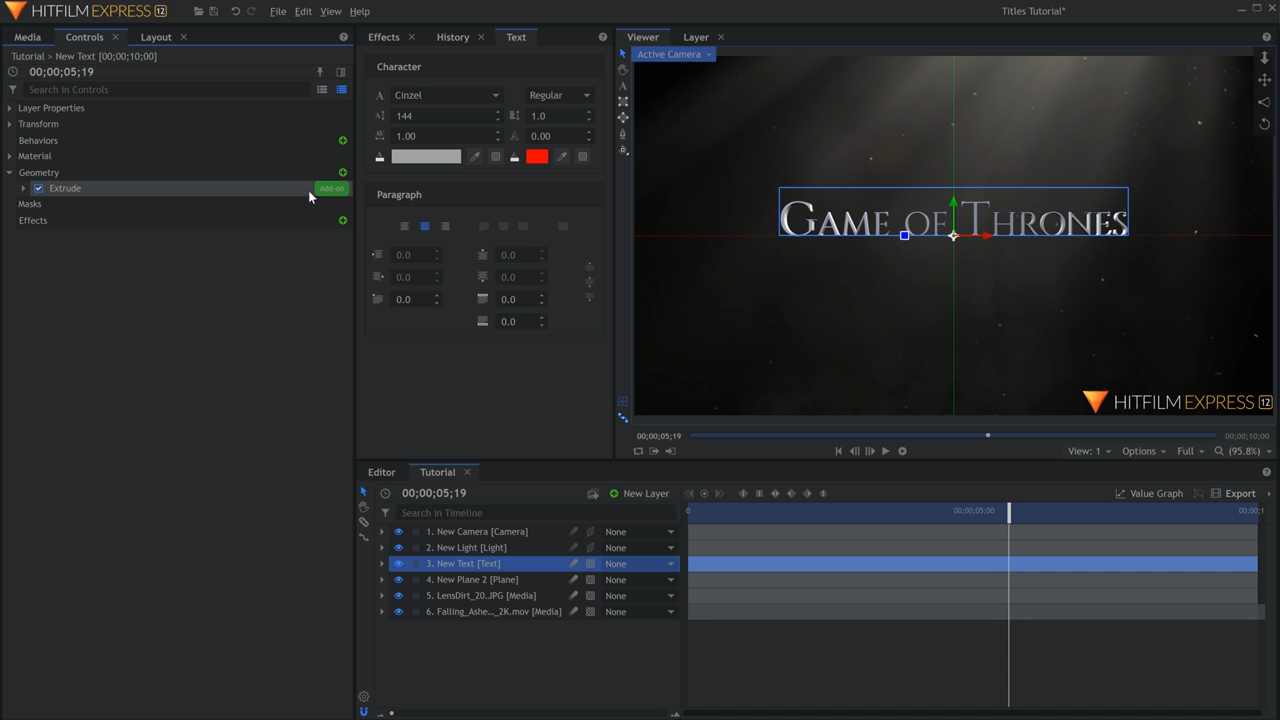 HITFILM EXPRESS 12
File Edit View Help
Titles Tutorial*
Media Controls Layout
Tutorial > New Text [00;00;10;00]
00;00;05;19
Search in Controls
Layer Properties
Transform
Behaviors
Material
Geometry
Extrude Add-on
Masks
Effects
Effects History Text
Character
Cinzel Regular
144 1.0
1.00 0.00
Paragraph
0.0 0.0
0.0 0.0
0.0 0.0
0.0
Viewer Layer
Active Camera
GAME OF THRONES
HITFILM EXPRESS 12
00;00;05;19 00;00;10;00
View: 1 Options Full (95.8%)
Editor Tutorial
00;00;05;19 New Layer Value Graph Export
Search in Timeline
0 00;00;05;00 00;00;1
1. New Camera [Camera] None
2. New Light [Light] None
3. New Text [Text] None
4. New Plane 2 [Plane] None
5. LensDirt_20.JPG [Media] None
6. Falling_Ashe..._2K.mov [Media] None